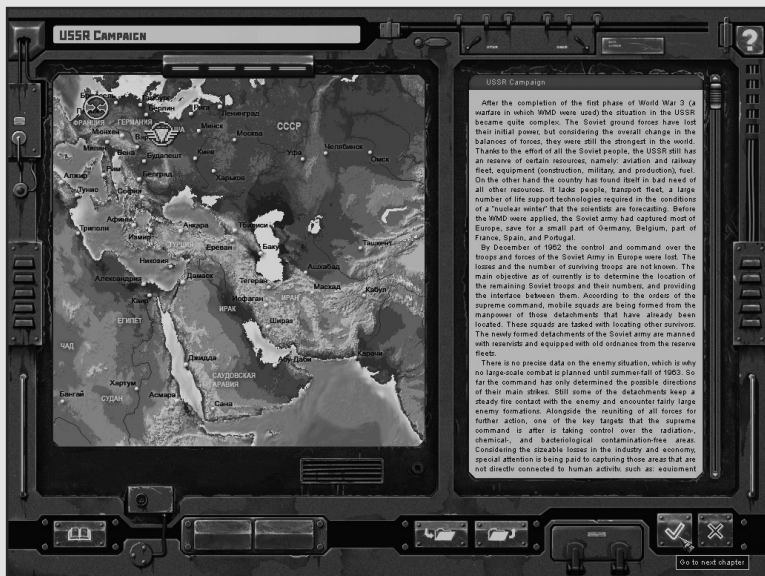 USSR Campaign
USSR Campaign
After the completion of the first phase of World War 3 (a
warfare in which WMD were used) the situation in the USSR
became quite complex. The Soviet ground forces have lost
their initial power, but considering the overall change in the
balances of forces, they were still the strongest in the world.
Thanks to the effort of all the Soviet people, the USSR still has
an reserve of certain resources, namely: aviation and railway
fleet, equipment (construction, military, and production), fuel.
On the other hand the country has found itself in bad need of
all other resources. It lacks people, transport fleet, a large
number of life support technologies required in the conditions
of a "nuclear winter" that the scientists are forecasting. Before
the WMD were applied, the Soviet army had captured most of
Europe, save for a small part of Germany, Belgium, part of
France, Spain, and Portugal.
By December of 1962 the control and command over the
troops and forces of the Soviet Army in Europe were lost. The
losses and the number of surviving troops are not known. The
main objective as of currently is to determine the location of
the remaining Soviet troops and their numbers, and providing
the interface between them. According to the orders of the
supreme command, mobile squads are being formed from the
manpower of those detachments that have already been
located. These squads are tasked with locating other survivors.
The newly formed detachments of the Soviet army are manned
with reservists and equipped with old ordnance from the reserve
fleets.
There is no precise data on the enemy situation, which is why
no large-scale combat is planned until summer-fall of 1963. So
far the command has only determined the possible directions
of their main strikes. Still some of the detachments keep a
steady fire contact with the enemy and encounter fairly large
enemy formations. Alongside the reuniting of all forces for
further action, one of the key targets that the supreme
command is after is taking control over the radiation-,
chemical-, and bacteriological contamination-free areas.
Considering the sizeable losses in the industry and economy,
special attention is being paid to capturing those areas that are
not directly connected to human activity, such as: equipment
Берлин
Рига
Ленинград
ФРАНЦИЯ
ГЕРМАНИЯ
Минск
Москва
СССР
Мюнхен
Милан
Вена
Будапешт
Киев
Уфа
Челябинск
Омск
Рим
Белград
Харьков
Алжир
Тунис
София
Афины
Анкара
Тбилиси
Триполи
Измир
ТУРЦИЯ
Ереван
Баку
Ташкент
Никосия
Александрия
Дамаск
Тегеран
Ашхабад
Масхад
Кабул
Каир
Исфаган
ИРАН
ИРАК
Шираз
ЕГИПЕТ
ЧАД
Джидда
Абу-Даби
Карачи
САУДОВСКАЯ
АРАВИЯ
Хартум
Бангай
СУДАН
Асмара
Сана
Go to next chapter